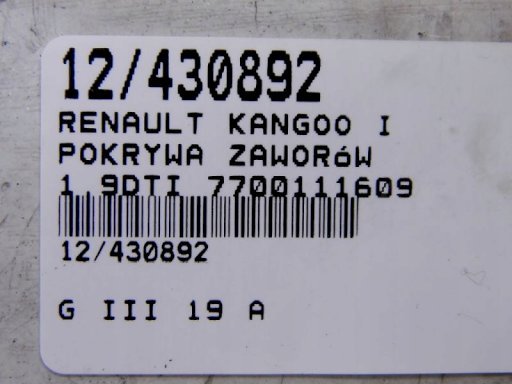 12/430892
RENAULT KANGOO I
POKRYWA ZAWORóW
1.9DTI 7700111609
12/430892
G III 19 A